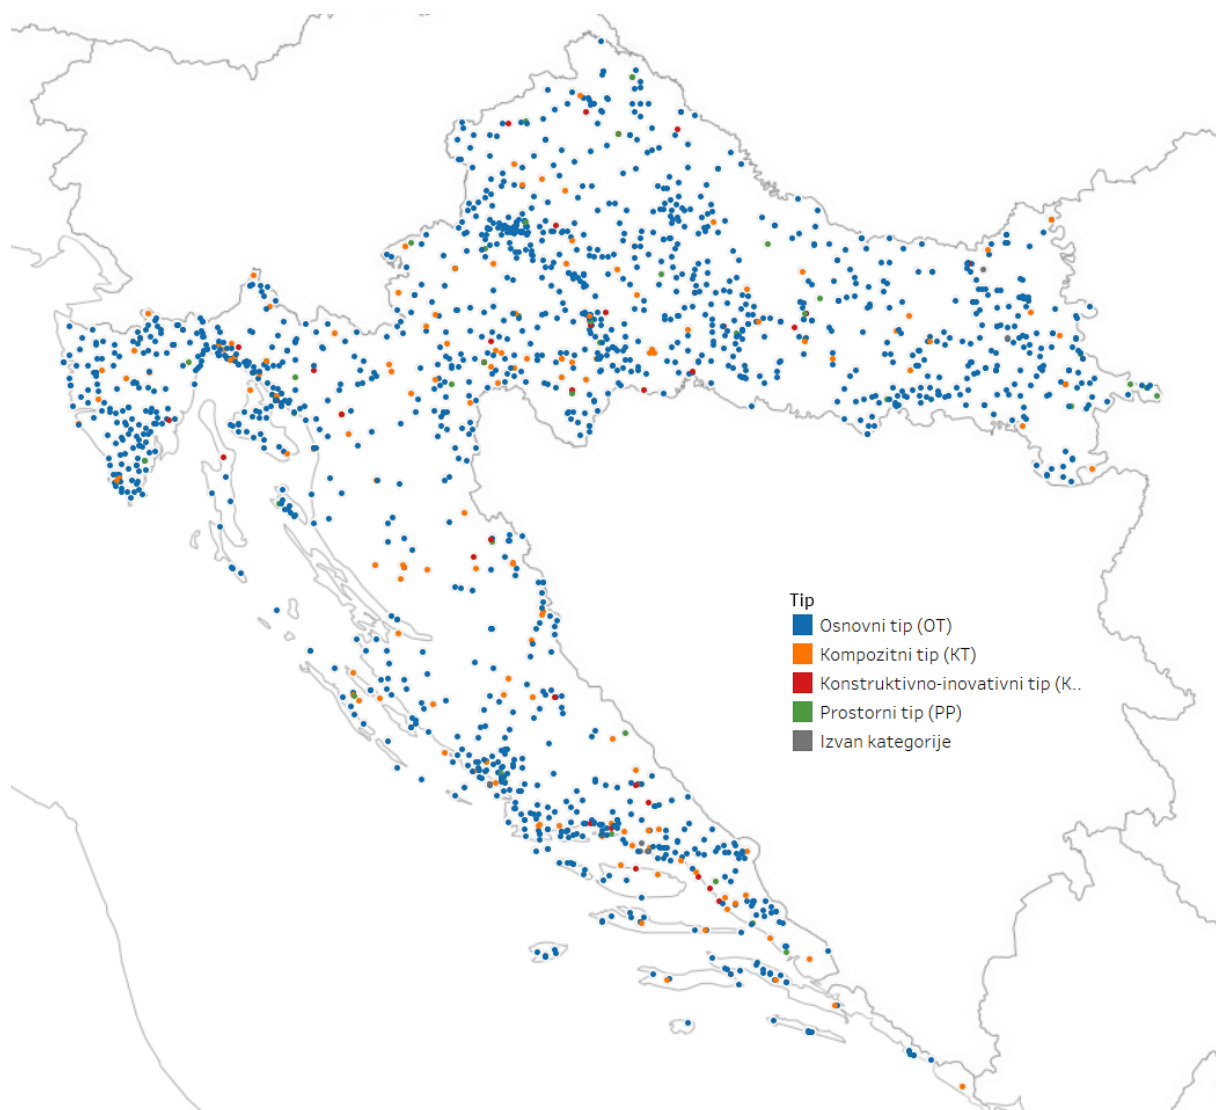 Tip
Osnovni tip (OT)
Kompozitni tip (KT)
Konstruktivno-inovativni tip (K..
Prostorni tip (PP)
Izvan kategorije